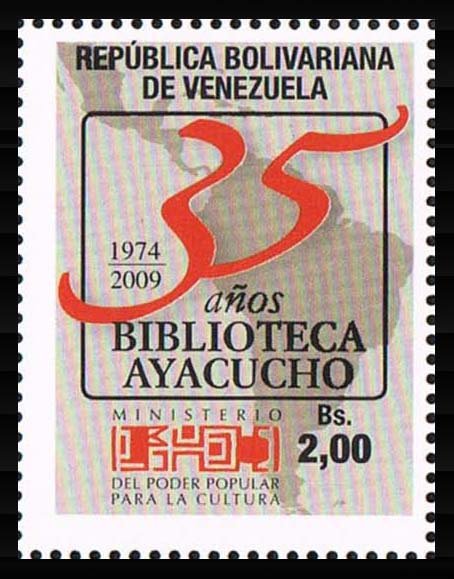 REPÚBLICA BOLIVARIANA
DE VENEZUELA
35
1974
2009
años
BIBLIOTECA
AYACUCHO
MINISTERIO
DEL PODER POPULAR
PARA LA CULTURA
Bs.
2,00